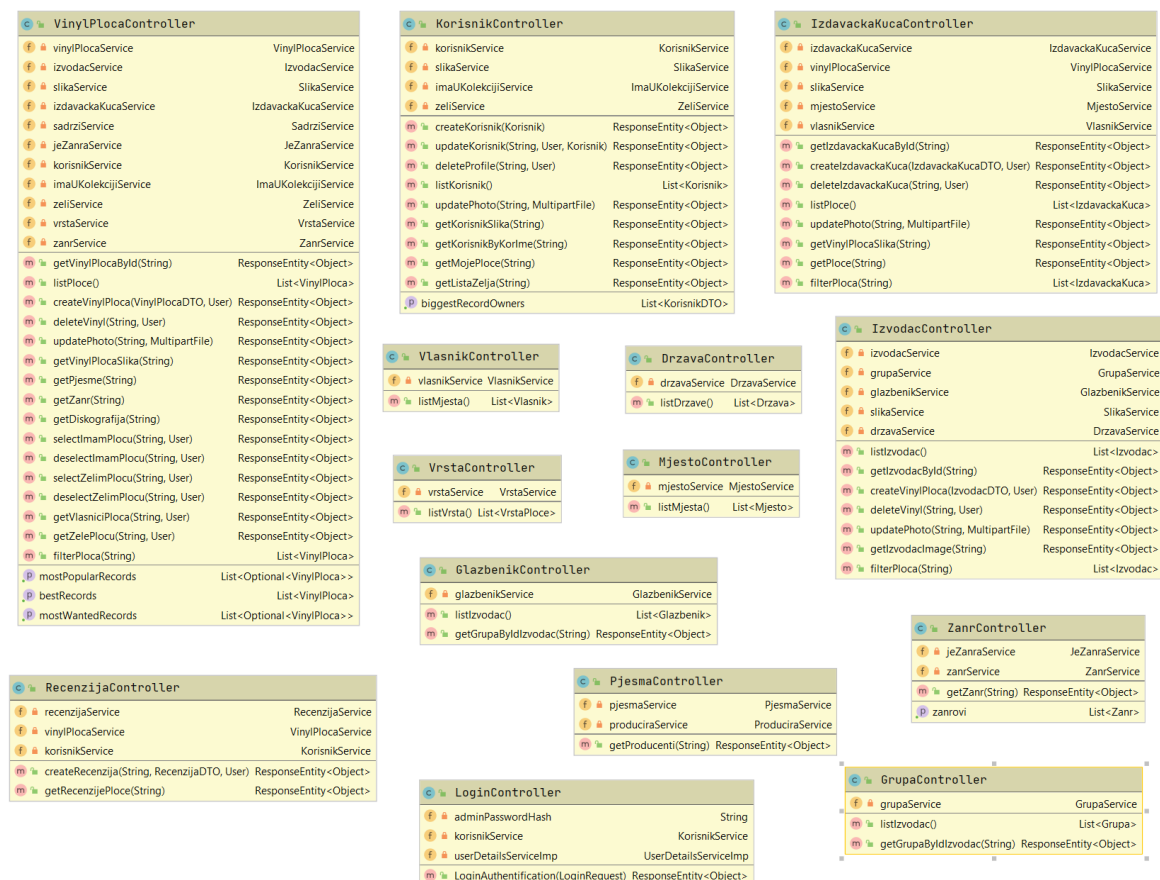 VinylPlocaController
vinylPlocaService VinylPlocaService
izvodacService IzvodacService
slikaService SlikaService
izdavackaKucaService IzdavackaKucaService
sadrziService SadrziService
jeZanraService JeZanraService
korisnikService KorisnikService
imaUKolekcijiService ImaUKolekcijiService
zeliService ZeliService
vrstaService VrstaService
zanrService ZanrService
getVinylPlocaById(String) ResponseEntity<Object>
listPloce() List<VinylPloca>
createVinylPloca(VinylPlocaDTO, User) ResponseEntity<Object>
deleteVinyl(String, User) ResponseEntity<Object>
updatePhoto(String, MultipartFile) ResponseEntity<Object>
getVinylPlocaSlika(String) ResponseEntity<Object>
getPjesme(String) ResponseEntity<Object>
getZanr(String) ResponseEntity<Object>
getDiskografija(String) ResponseEntity<Object>
selectImamPlocu(String, User) ResponseEntity<Object>
deselectImamPlocu(String, User) ResponseEntity<Object>
selectZelimPlocu(String, User) ResponseEntity<Object>
deselectZelimPlocu(String, User) ResponseEntity<Object>
getVlasniciPloca(String, User) ResponseEntity<Object>
getZelePlocu(String, User) ResponseEntity<Object>
filterPloca(String) List<VinylPloca>
mostPopularRecords List<Optional<VinylPloca>>
bestRecords List<VinylPloca>
mostWantedRecords List<Optional<VinylPloca>>
KorisnikController
korisnikService KorisnikService
slikaService SlikaService
imaUKolekcijiService ImaUKolekcijiService
zeliService ZeliService
createKorisnik(Korisnik) ResponseEntity<Object>
updateKorisnik(String, User, Korisnik) ResponseEntity<Object>
deleteProfile(String, User) ResponseEntity<Object>
listKorisnik() List<Korisnik>
updatePhoto(String, MultipartFile) ResponseEntity<Object>
getKorisnikSlika(String) ResponseEntity<Object>
getKorisnikByKorIme(String) ResponseEntity<Object>
getMojePloce(String) ResponseEntity<Object>
getListaZelja(String) ResponseEntity<Object>
biggestRecordOwners List<KorisnikDTO>
IzdavackaKucaController
izdavackaKucaService IzdavackaKucaService
vinylPlocaService VinylPlocaService
slikaService SlikaService
mjestoService MjestoService
vlasnikService VlasnikService
getIzdavackaKucaById(String) ResponseEntity<Object>
createIzdavackaKuca(IzdavackaKucaDTO, User) ResponseEntity<Object>
deleteIzdavackaKuca(String, User) ResponseEntity<Object>
listPloce() List<IzdavackaKuca>
updatePhoto(String, MultipartFile) ResponseEntity<Object>
getVinylPlocaSlika(String) ResponseEntity<Object>
getPloce(String) ResponseEntity<Object>
filterPloca(String) List<IzdavackaKuca>
VlasnikController
vlasnikService VlasnikService
listMjesta() List<Vlasnik>
DrzavaController
drzavaService DrzavaService
listDrzave() List<Drzava>
IzvodacController
izvodacService IzvodacService
grupaService GrupaService
glazbenikService GlazbenikService
slikaService SlikaService
drzavaService DrzavaService
listIzvodac() List<Izvodac>
getIzvodacById(String) ResponseEntity<Object>
createVinylPloca(IzvodacDTO, User) ResponseEntity<Object>
deleteVinyl(String, User) ResponseEntity<Object>
updatePhoto(String, MultipartFile) ResponseEntity<Object>
getIzvodacImage(String) ResponseEntity<Object>
filterPloca(String) List<Izvodac>
VrstaController
vrstaService VrstaService
listVrsta() List<VrstaPloce>
MjestoController
mjestoService MjestoService
listMjesta() List<Mjesto>
GlazbenikController
glazbenikService GlazbenikService
listIzvodac() List<Glazbenik>
getGrupaByIdIzvodac(String) ResponseEntity<Object>
ZanrController
jeZanraService JeZanraService
zanrService ZanrService
getZanr(String) ResponseEntity<Object>
zanrovi List<Zanr>
RecenzijaController
recenzijaService RecenzijaService
vinylPlocaService VinylPlocaService
korisnikService KorisnikService
createRecenzija(String, RecenzijaDTO, User) ResponseEntity<Object>
getRecenzijePloce(String) ResponseEntity<Object>
PjesmaController
pjesmaService PjesmaService
produciraService ProduciraService
getProducenti(String) ResponseEntity<Object>
LoginController
adminPasswordHash String
korisnikService KorisnikService
userDetailsServiceImp UserDetailsServiceImp
LoginAuthentification(LoginRequest) ResponseEntity<Object>
GrupaController
grupaService GrupaService
listIzvodac() List<Grupa>
getGrupaByIdIzvodac(String) ResponseEntity<Object>